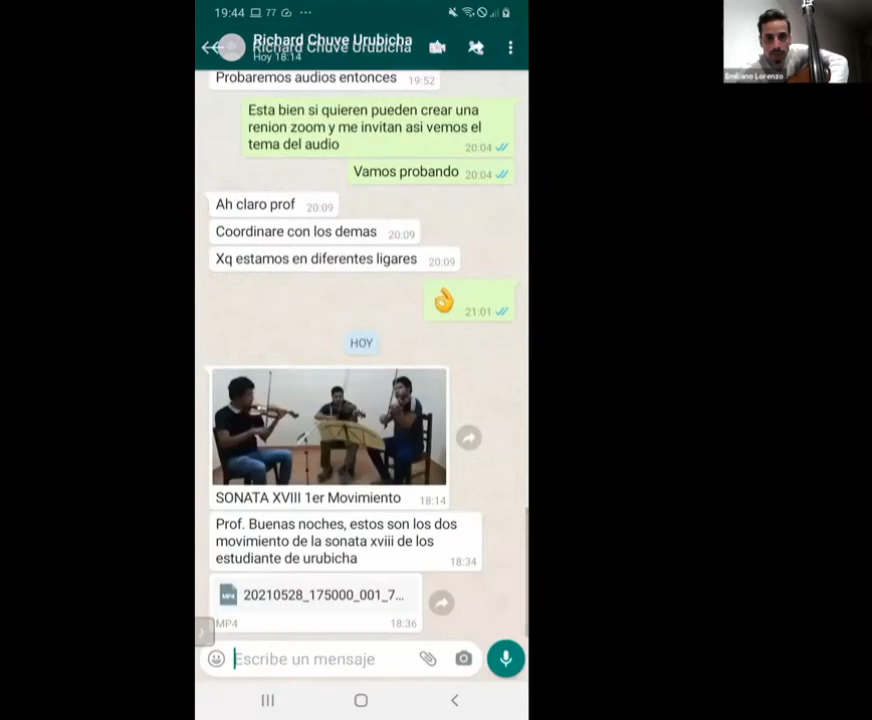 19:44 77
Richard Chuve Urubicha
Hoy 18:14
Probaremos audios entonces 19:52
Esta bien si quieren pueden crear una
renion zoom y me invitan asi vemos el
tema del audio 20:04
Vamos probando 20:04
Ah claro prof 20:09
Coordinare con los demas 20:09
Xq estamos en diferentes ligares 20:09
21:01
HOY
SONATA XVIII 1er Movimiento 18:14
Prof. Buenas noches, estos son los dos
movimiento de la sonata xviii de los
estudiante de urubicha 18:34
MP4 20210528_175000_001_7...
MP4 18:36
Escribe un mensaje
Emiliano Lorenzo